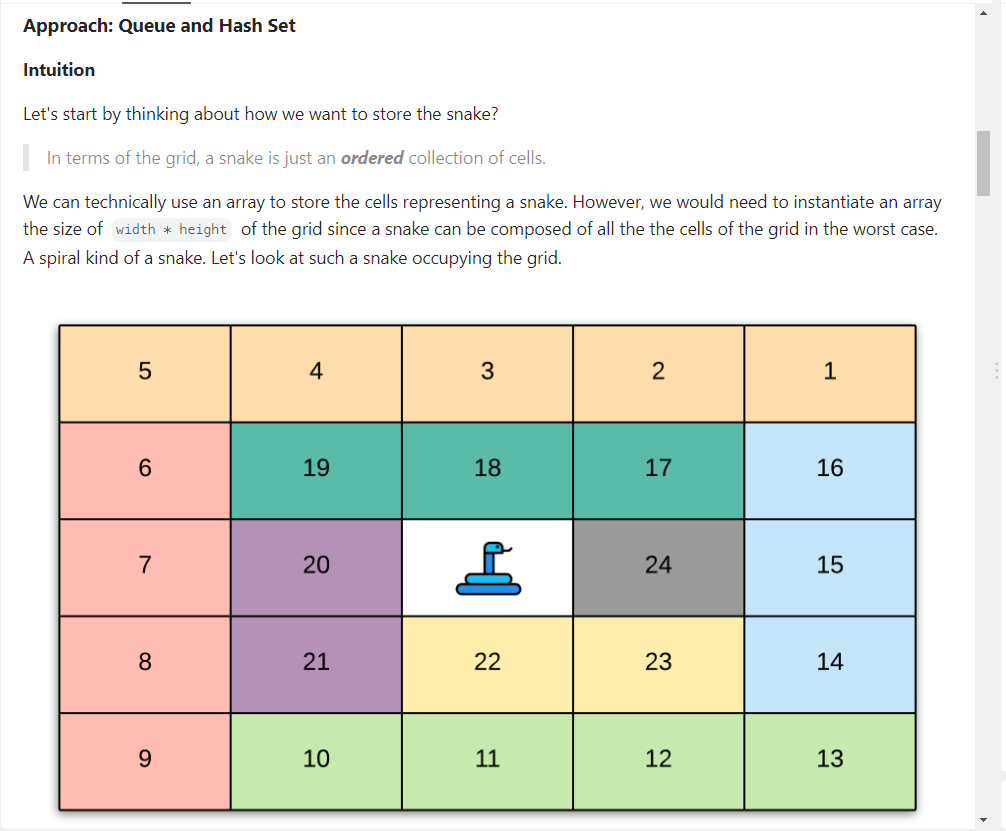 Approach: Queue and Hash Set
Intuition
Let's start by thinking about how we want to store the snake?
In terms of the grid, a snake is just an ordered collection of cells.
We can technically use an array to store the cells representing a snake. However, we would need to instantiate an array
the size of width * height of the grid since a snake can be composed of all the the cells of the grid in the worst case.
A spiral kind of a snake. Let's look at such a snake occupying the grid.
5 4 3 2 1
6 19 18 17 16
7 20 24 15
8 21 22 23 14
9 10 11 12 13